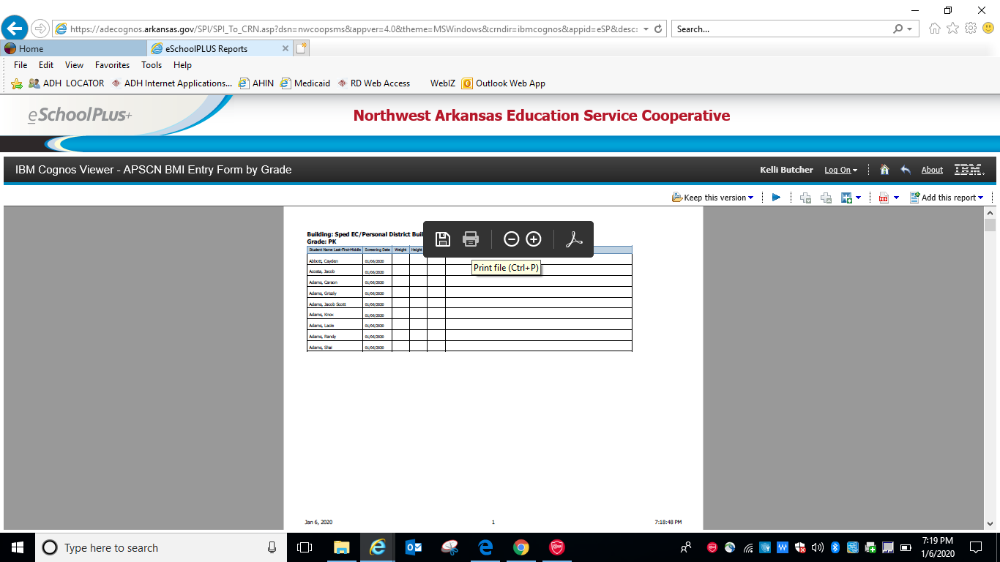 https://adecognos.arkansas.gov/SPI/SPI_To_CRN.asp?dsn=nwcoopsms&appver=4.0&theme=MSWindows&crndir=ibmcognos&appid=eSP&desc:
Search...
Home
eSchoolPLUS Reports
File Edit View Favorites Tools Help
ADH LOCATOR ADH Internet Applications... AHIN Medicaid RD Web Access WebIZ Outlook Web App
eSchoolPLUS+
Northwest Arkansas Education Service Cooperative
IBM Cognos Viewer - APSCN BMI Entry Form by Grade
Kelli Butcher Log On About IBM.
Keep this version PDF Add this report
Building: Sped EC/Personal District Buil
Grade: PK
Student Name Last-First-Middle Screening Date Weight Height
Abbott, Cayden 01/06/2020
Acosta, Jacob 01/06/2020
Adams, Carson 01/06/2020
Adams, Grizzly 01/06/2020
Adams, Jacob Scott 01/06/2020
Adams, Knox 01/06/2020
Adams, Lacie 01/06/2020
Adams, Randy 01/06/2020
Adams, Shai 01/06/2020
Print file (Ctrl+P)
Jan 6, 2020 1 7:18:48 PM
Type here to search
7:19 PM
1/6/2020